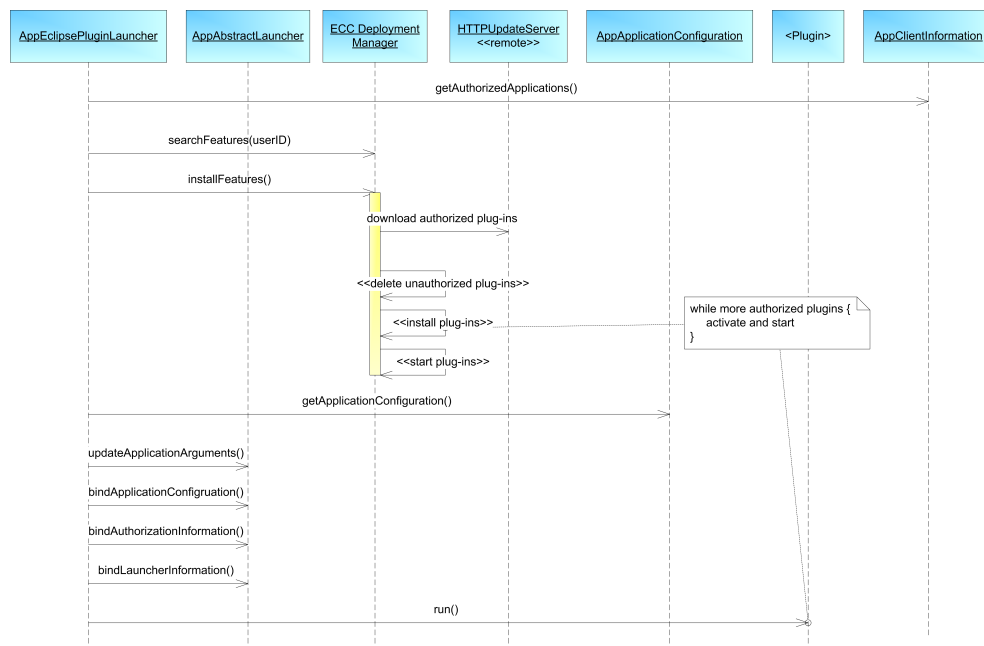 AppEclipsePluginLauncher
AppAbstractLauncher
ECC Deployment
Manager
HTTPUpdateServer
<<remote>>
AppApplicationConfiguration
<Plugin>
AppClientInformation
getAuthorizedApplications()
searchFeatures(userID)
installFeatures()
download authorized plug-ins
<<delete unauthorized plug-ins>>
<<install plug-ins>>
while more authorized plugins {
activate and start
}
<<start plug-ins>>
getApplicationConfiguration()
updateApplicationArguments()
bindApplicationConfigruation()
bindAuthorizationInformation()
bindLauncherInformation()
run()